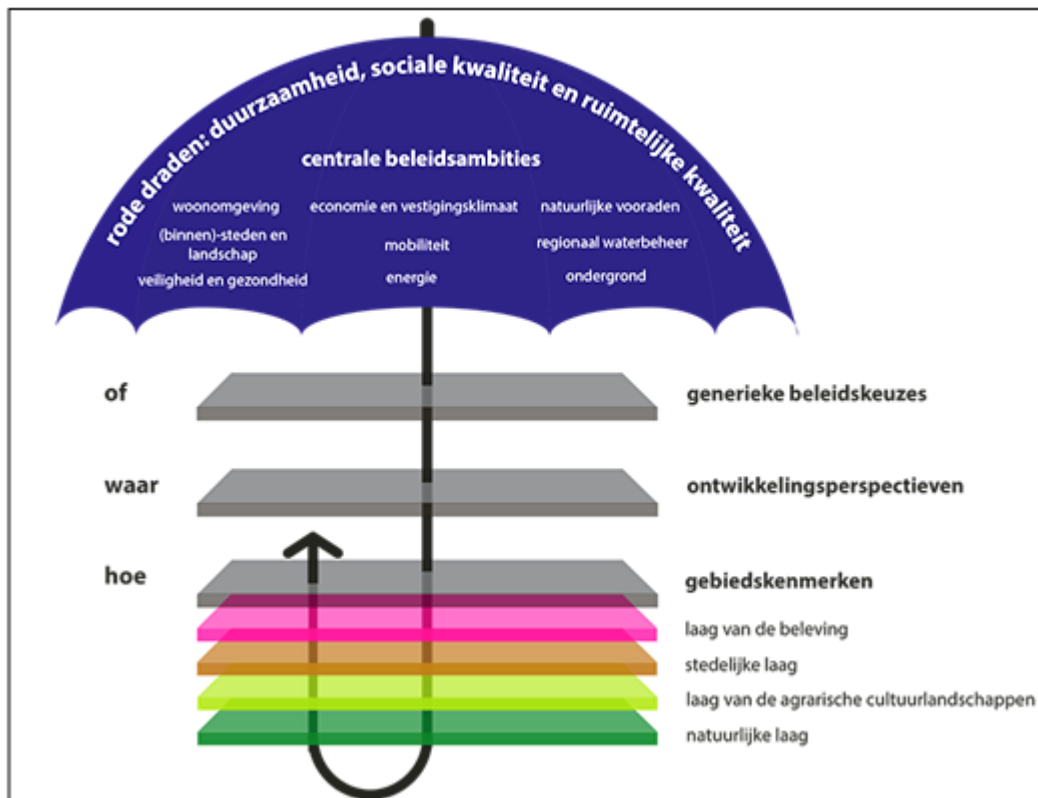 rode draden: duurzaamheid, sociale kwaliteit en ruimtelijke kwaliteit
centrale beleidsambities
woonomgeving
economie en vestigingsklimaat
natuurlijke vooraden
(binnen)-steden en
landschap
mobiliteit
regionaal waterbeheer
veiligheid en gezondheid
energie
ondergrond
of
generieke beleidskeuzes
waar
ontwikkelingsperspectieven
hoe
gebiedskenmerken
laag van de beleving
stedelijke laag
laag van de agrarische cultuurlandschappen
natuurlijke laag